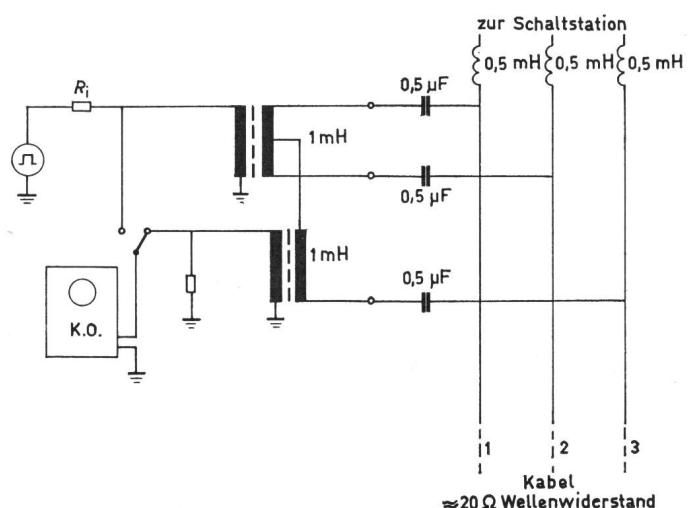 zur Schaltstation
0,5 mH
0,5 mH
0,5 mH
0,5 µF
Ri
1 mH
0,5 µF
1 mH
0,5 µF
K.O.
1
2
3
Kabel
≈20 Ω Wellenwiderstand